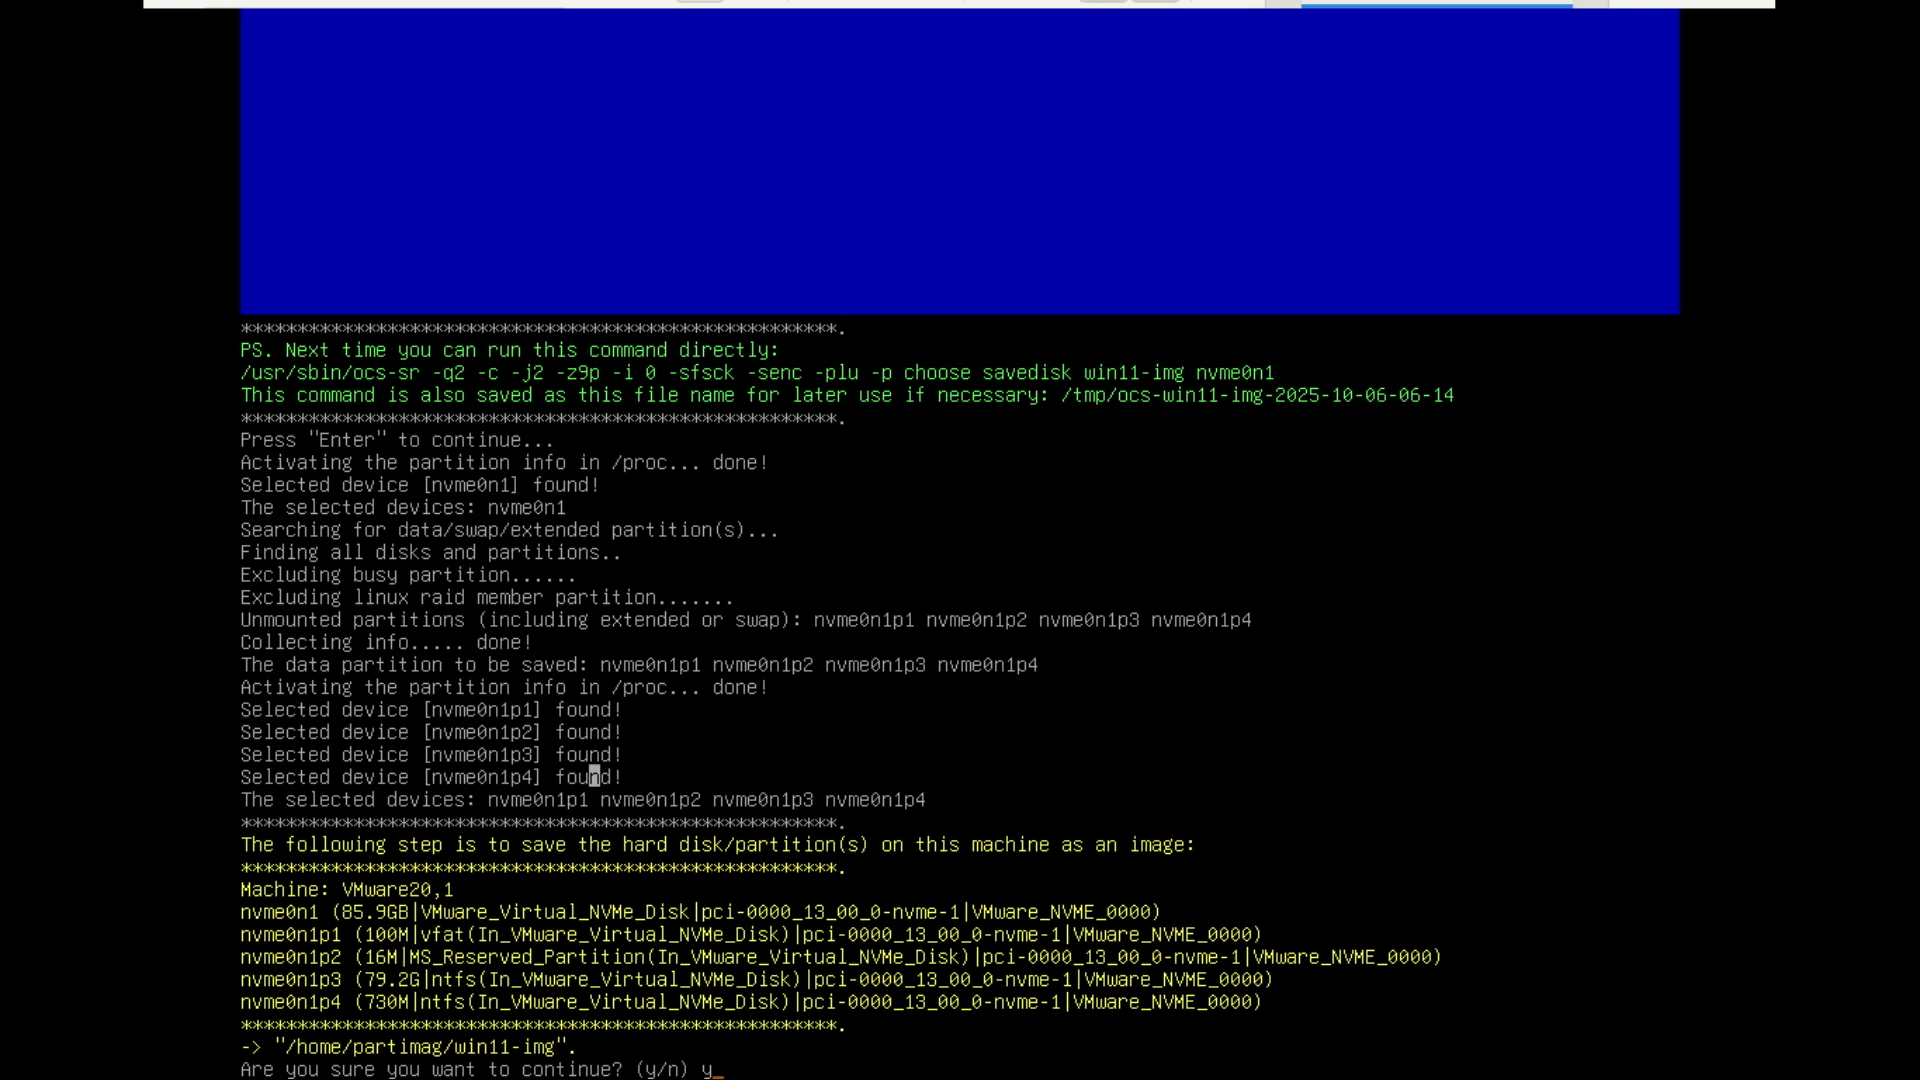 *****************************************************.
PS. Next time you can run this command directly:
/usr/sbin/ocs-sr -q2 -c -j2 -z9p -i 0 -sfsck -senc -plu -p choose savedisk win11-img nvme0n1
This command is also saved as this file name for later use if necessary: /tmp/ocs-win11-img-2025-10-06-06-14
*****************************************************.
Press "Enter" to continue...
Activating the partition info in /proc... done!
Selected device [nvme0n1] found!
The selected devices: nvme0n1
Searching for data/swap/extended partition(s)...
Finding all disks and partitions..
Excluding busy partition......
Excluding linux raid member partition.......
Unmounted partitions (including extended or swap): nvme0n1p1 nvme0n1p2 nvme0n1p3 nvme0n1p4
Collecting info..... done!
The data partition to be saved: nvme0n1p1 nvme0n1p2 nvme0n1p3 nvme0n1p4
Activating the partition info in /proc... done!
Selected device [nvme0n1p1] found!
Selected device [nvme0n1p2] found!
Selected device [nvme0n1p3] found!
Selected device [nvme0n1p4] found!
The selected devices: nvme0n1p1 nvme0n1p2 nvme0n1p3 nvme0n1p4
*****************************************************.
The following step is to save the hard disk/partition(s) on this machine as an image:
*****************************************************.
Machine: VMware20,1
nvme0n1 (85.9GB|VMware_Virtual_NVMe_Disk|pci-0000_13_00_0-nvme-1|VMware_NVME_0000)
nvme0n1p1 (100M|vfat(In_VMware_Virtual_NVMe_Disk)|pci-0000_13_00_0-nvme-1|VMware_NVME_0000)
nvme0n1p2 (16M|MS_Reserved_Partition(In_VMware_Virtual_NVMe_Disk)|pci-0000_13_00_0-nvme-1|VMware_NVME_0000)
nvme0n1p3 (79.2G|ntfs(In_VMware_Virtual_NVMe_Disk)|pci-0000_13_00_0-nvme-1|VMware_NVME_0000)
nvme0n1p4 (730M|ntfs(In_VMware_Virtual_NVMe_Disk)|pci-0000_13_00_0-nvme-1|VMware_NVME_0000)
*****************************************************.
-> "/home/partimag/win11-img".
Are you sure you want to continue? (y/n) y_